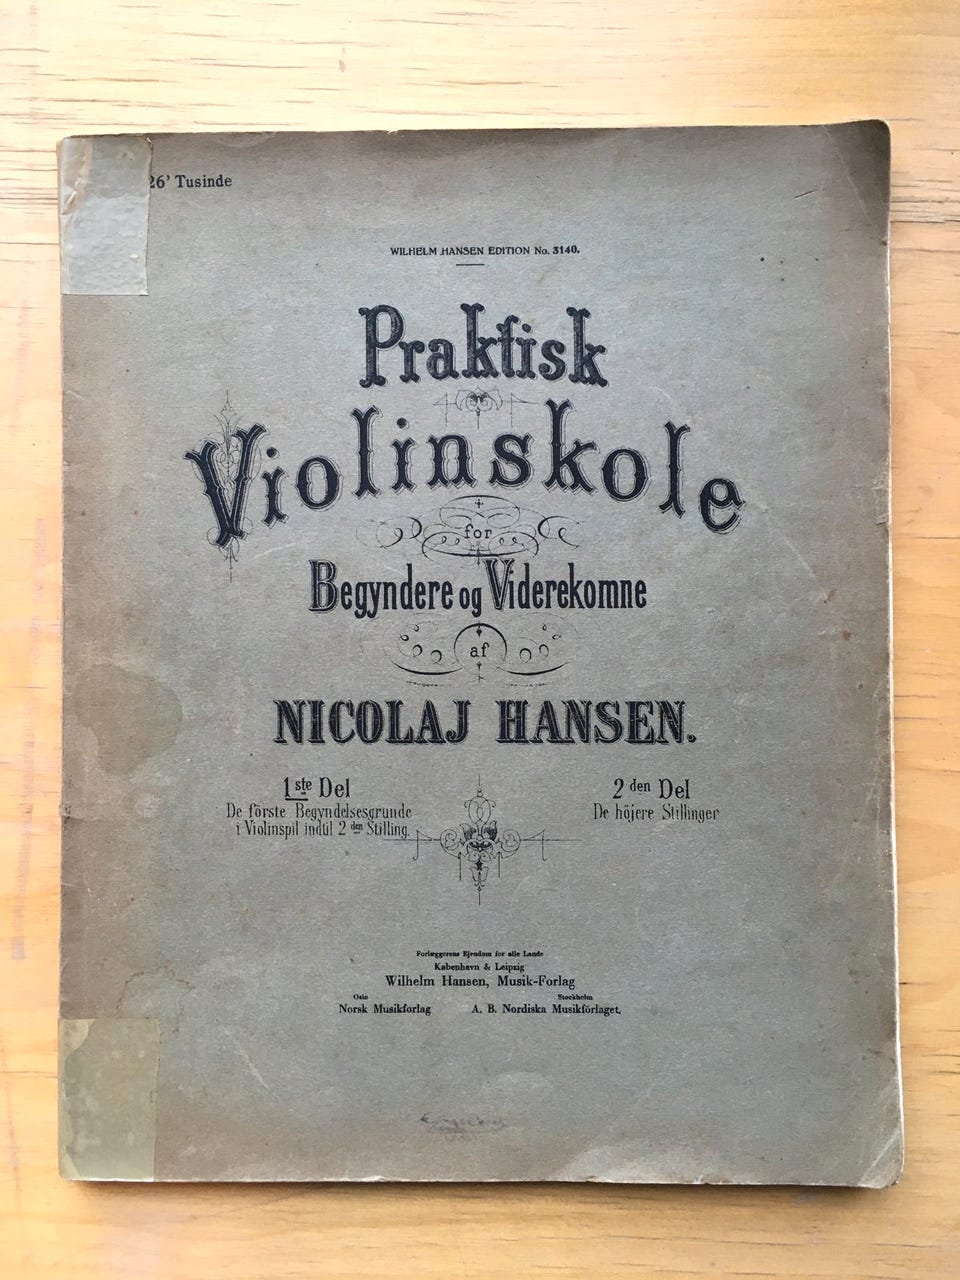 26' Tusinde
WILHELM HANSEN EDITION No. 3140.
Praktisk
Violinskole
for
Begyndere og Viderekomne
af
NICOLAJ HANSEN.
1ste Del
De förste Begyndelsesgrunde
i Violinspil indtil 2den Stilling.
2den Del
De höjere Stillinger
Forlæggerens Ejendom for alle Lande
København & Leipzig
Wilhelm Hansen, Musik-Forlag
Oslo
Norsk Musikforlag
Stockholm
A. B. Nordiska Musikförlaget.